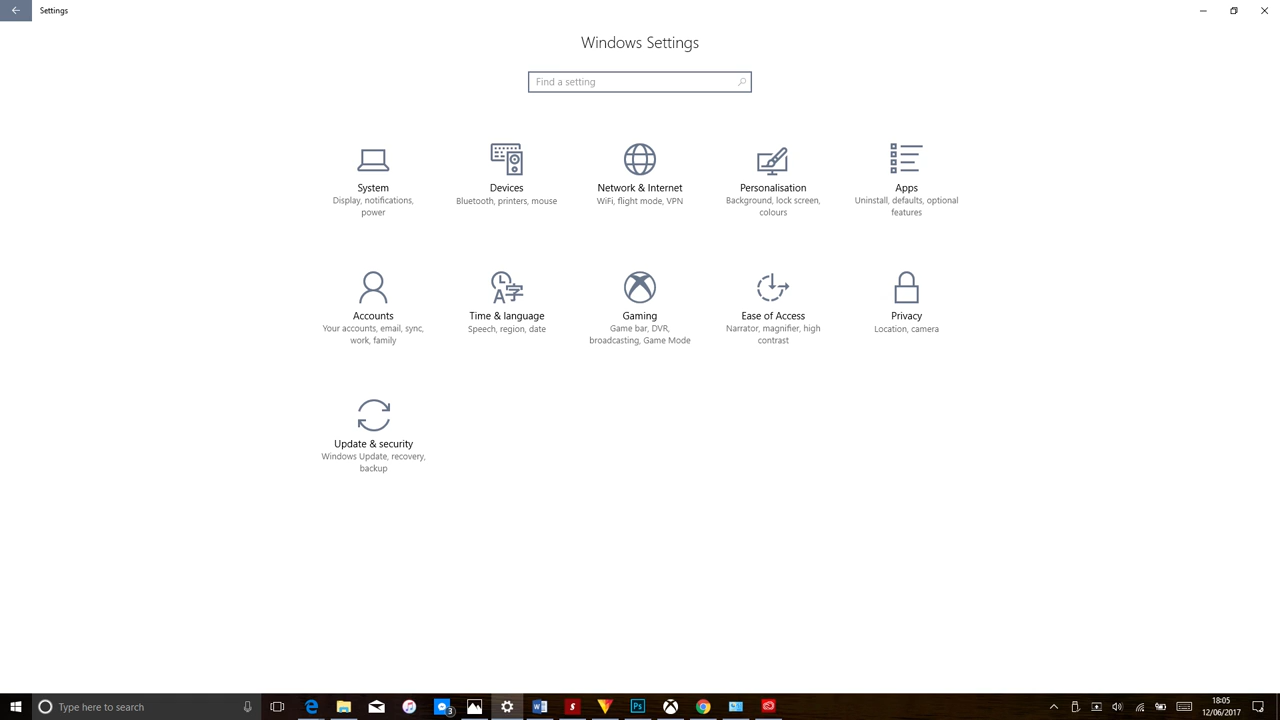 Settings
Windows Settings
Find a setting
System
Display, notifications,
power
Devices
Bluetooth, printers, mouse
Network & Internet
WiFi, flight mode, VPN
Personalisation
Background, lock screen,
colours
Apps
Uninstall, defaults, optional
features
Accounts
Your accounts, email, sync,
work, family
Time & language
Speech, region, date
Gaming
Game bar, DVR,
broadcasting, Game Mode
Ease of Access
Narrator, magnifier, high
contrast
Privacy
Location, camera
Update & security
Windows Update, recovery,
backup
Type here to search
3
Ps
18:05
12/06/2017